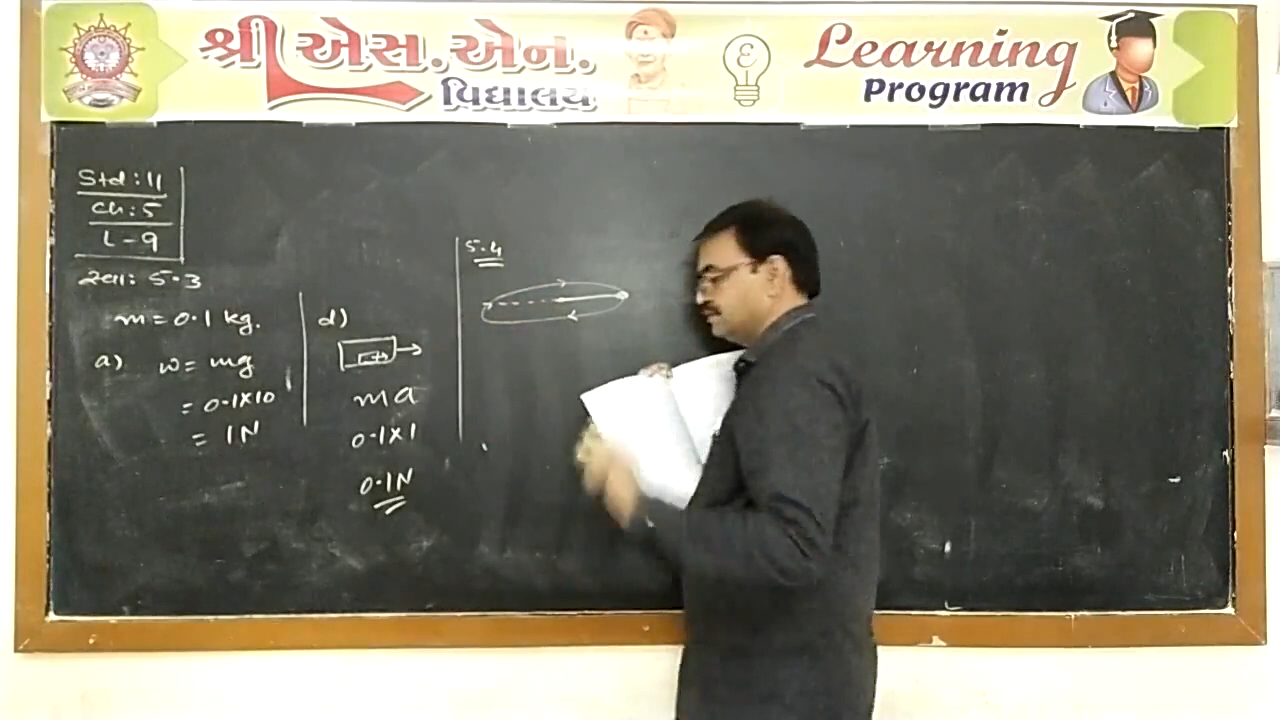 શ્રી એસ.એન.
વિદ્યાલય
Learning
Program
Std : 11
Ch : 5
L - 9
સ્વા: 5.3
m = 0.1 kg.
a) w = mg
= 0.1 X 10
= 1N
d)
ma
0.1 X 1
0.1N
5.4